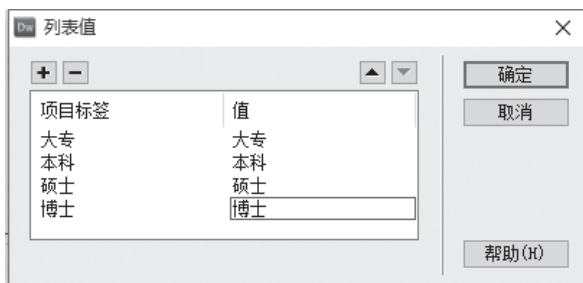 Dw 列表值
确定
取消
项目标签 值
大专 大专
本科 本科
硕士 硕士
博士 博士
帮助(H)